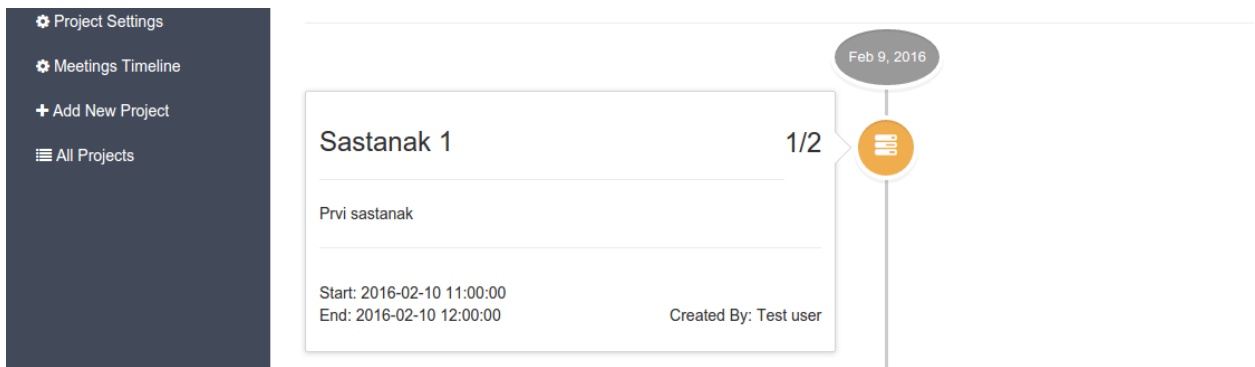 Project Settings
Meetings Timeline
Add New Project
All Projects
Feb 9, 2016
Sastanak 1
1/2
Prvi sastanak
Start: 2016-02-10 11:00:00
End: 2016-02-10 12:00:00
Created By: Test user